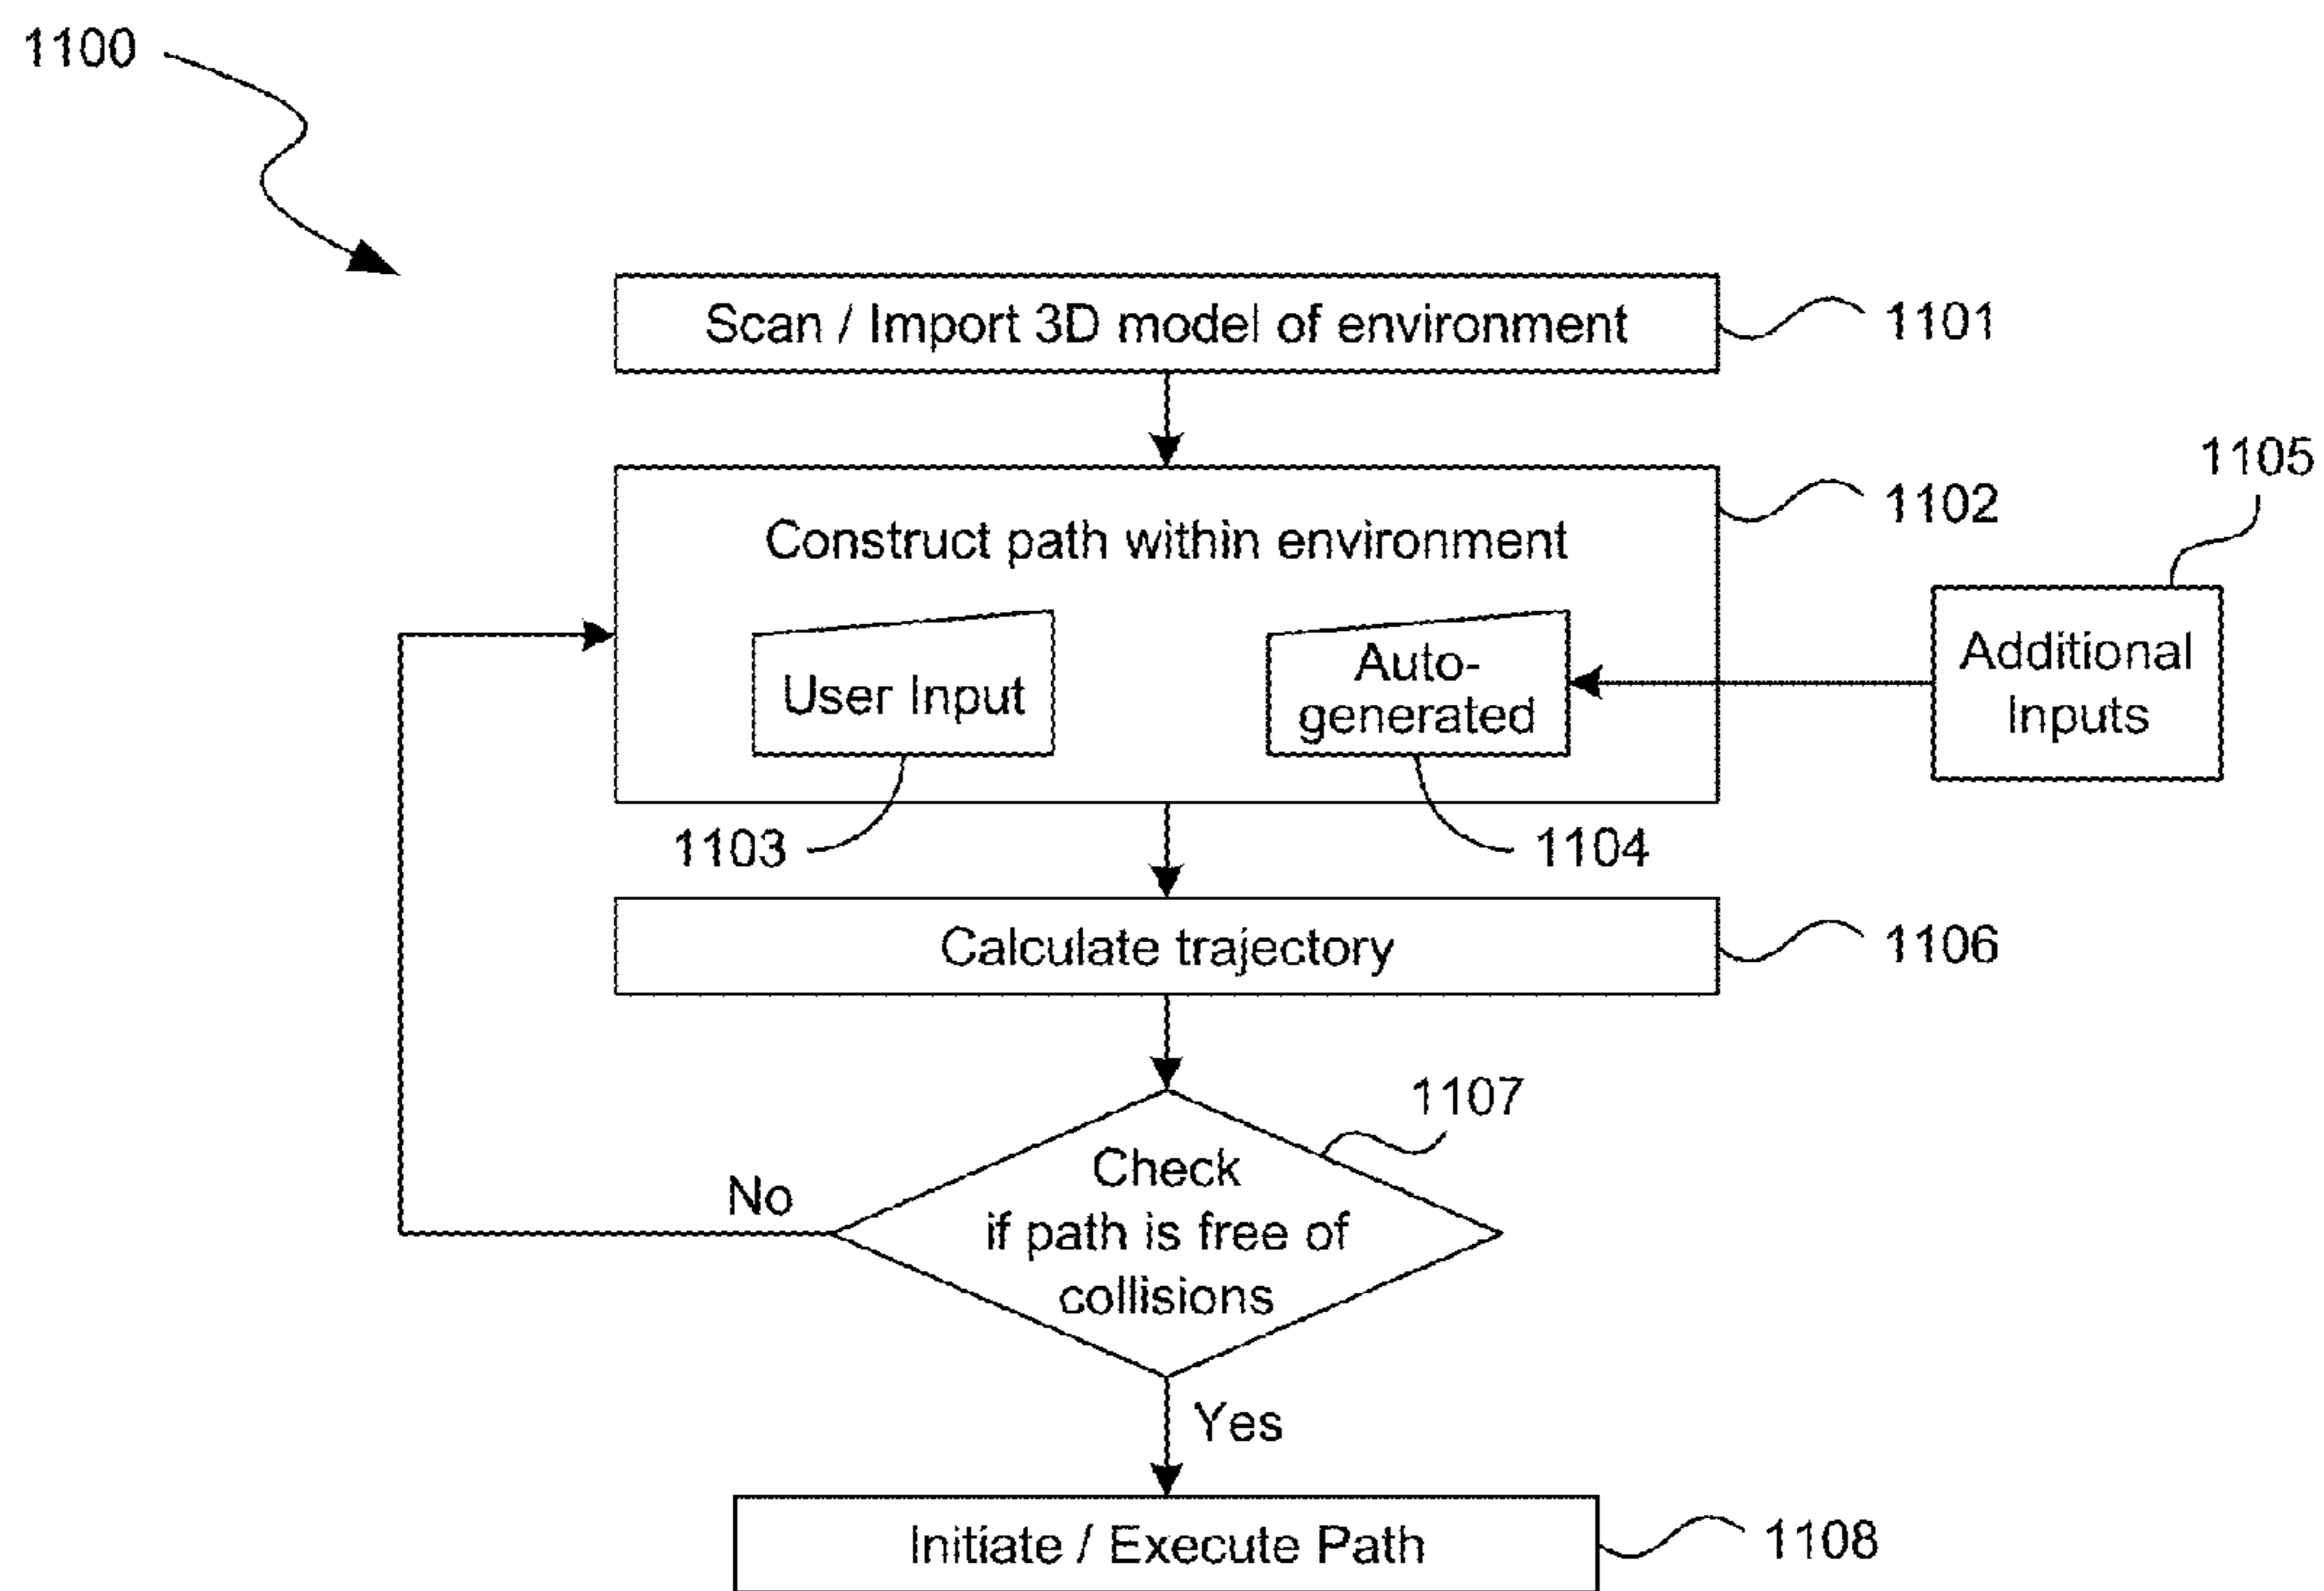 1100
Scan / Import 3D model of environment
1101
1105
1102
Construct path within environment
User Input
Auto-
generated
Additional
Inputs
1103
1104
Calculate trajectory
1106
1107
Check
if path is free of
collisions
No
Yes
Initiate / Execute Path
1108